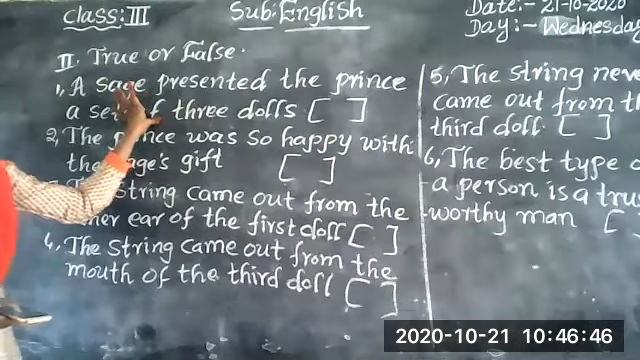 Class:- III Sub:- English Date:- 21-10-2020
Day:- Wednesday
II. True or False.
1, A sage presented the prince
a set of three dolls [ ]
2, The prince was so happy with
the sage's gift [ ]
The string came out from the
ear of the first doll [ ]
4, The string came out from the
mouth of the third doll [ ]
5, The string never
came out from the
third doll. [ ]
6, The best type of
a person is a trust
worthy man [ ]
2020-10-21 10:46:46